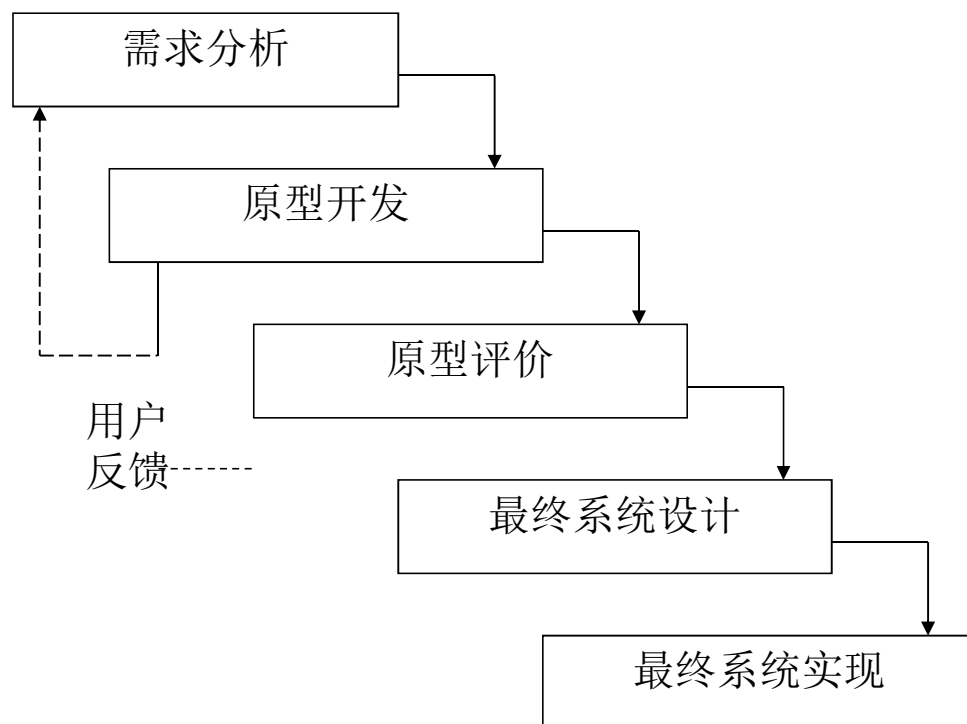 需求分析
原型开发
原型评价
用户
反馈
最终系统设计
最终系统实现